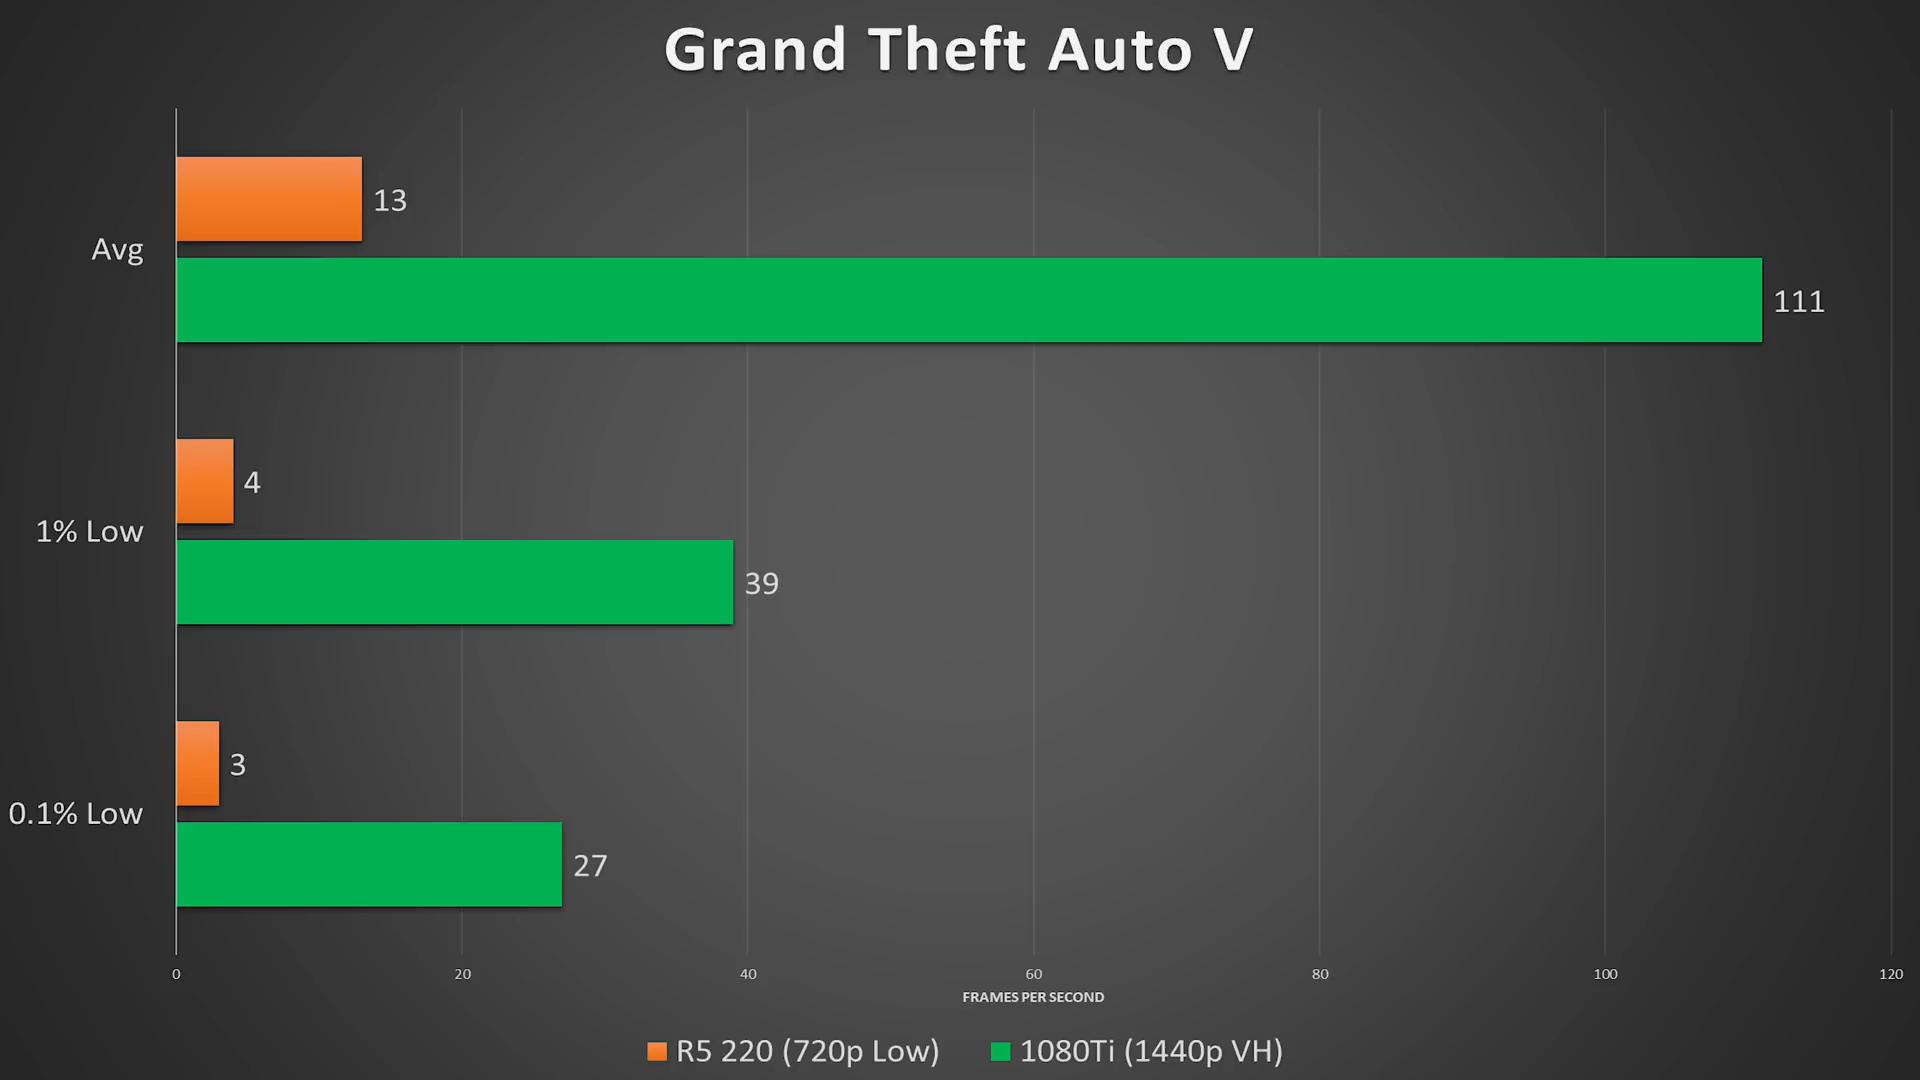 Grand Theft Auto V
Avg
13
111
1% Low
4
39
0.1% Low
3
27
0 20 40 60 80 100 120
FRAMES PER SECOND
R5 220 (720p Low) 1080Ti (1440p VH)